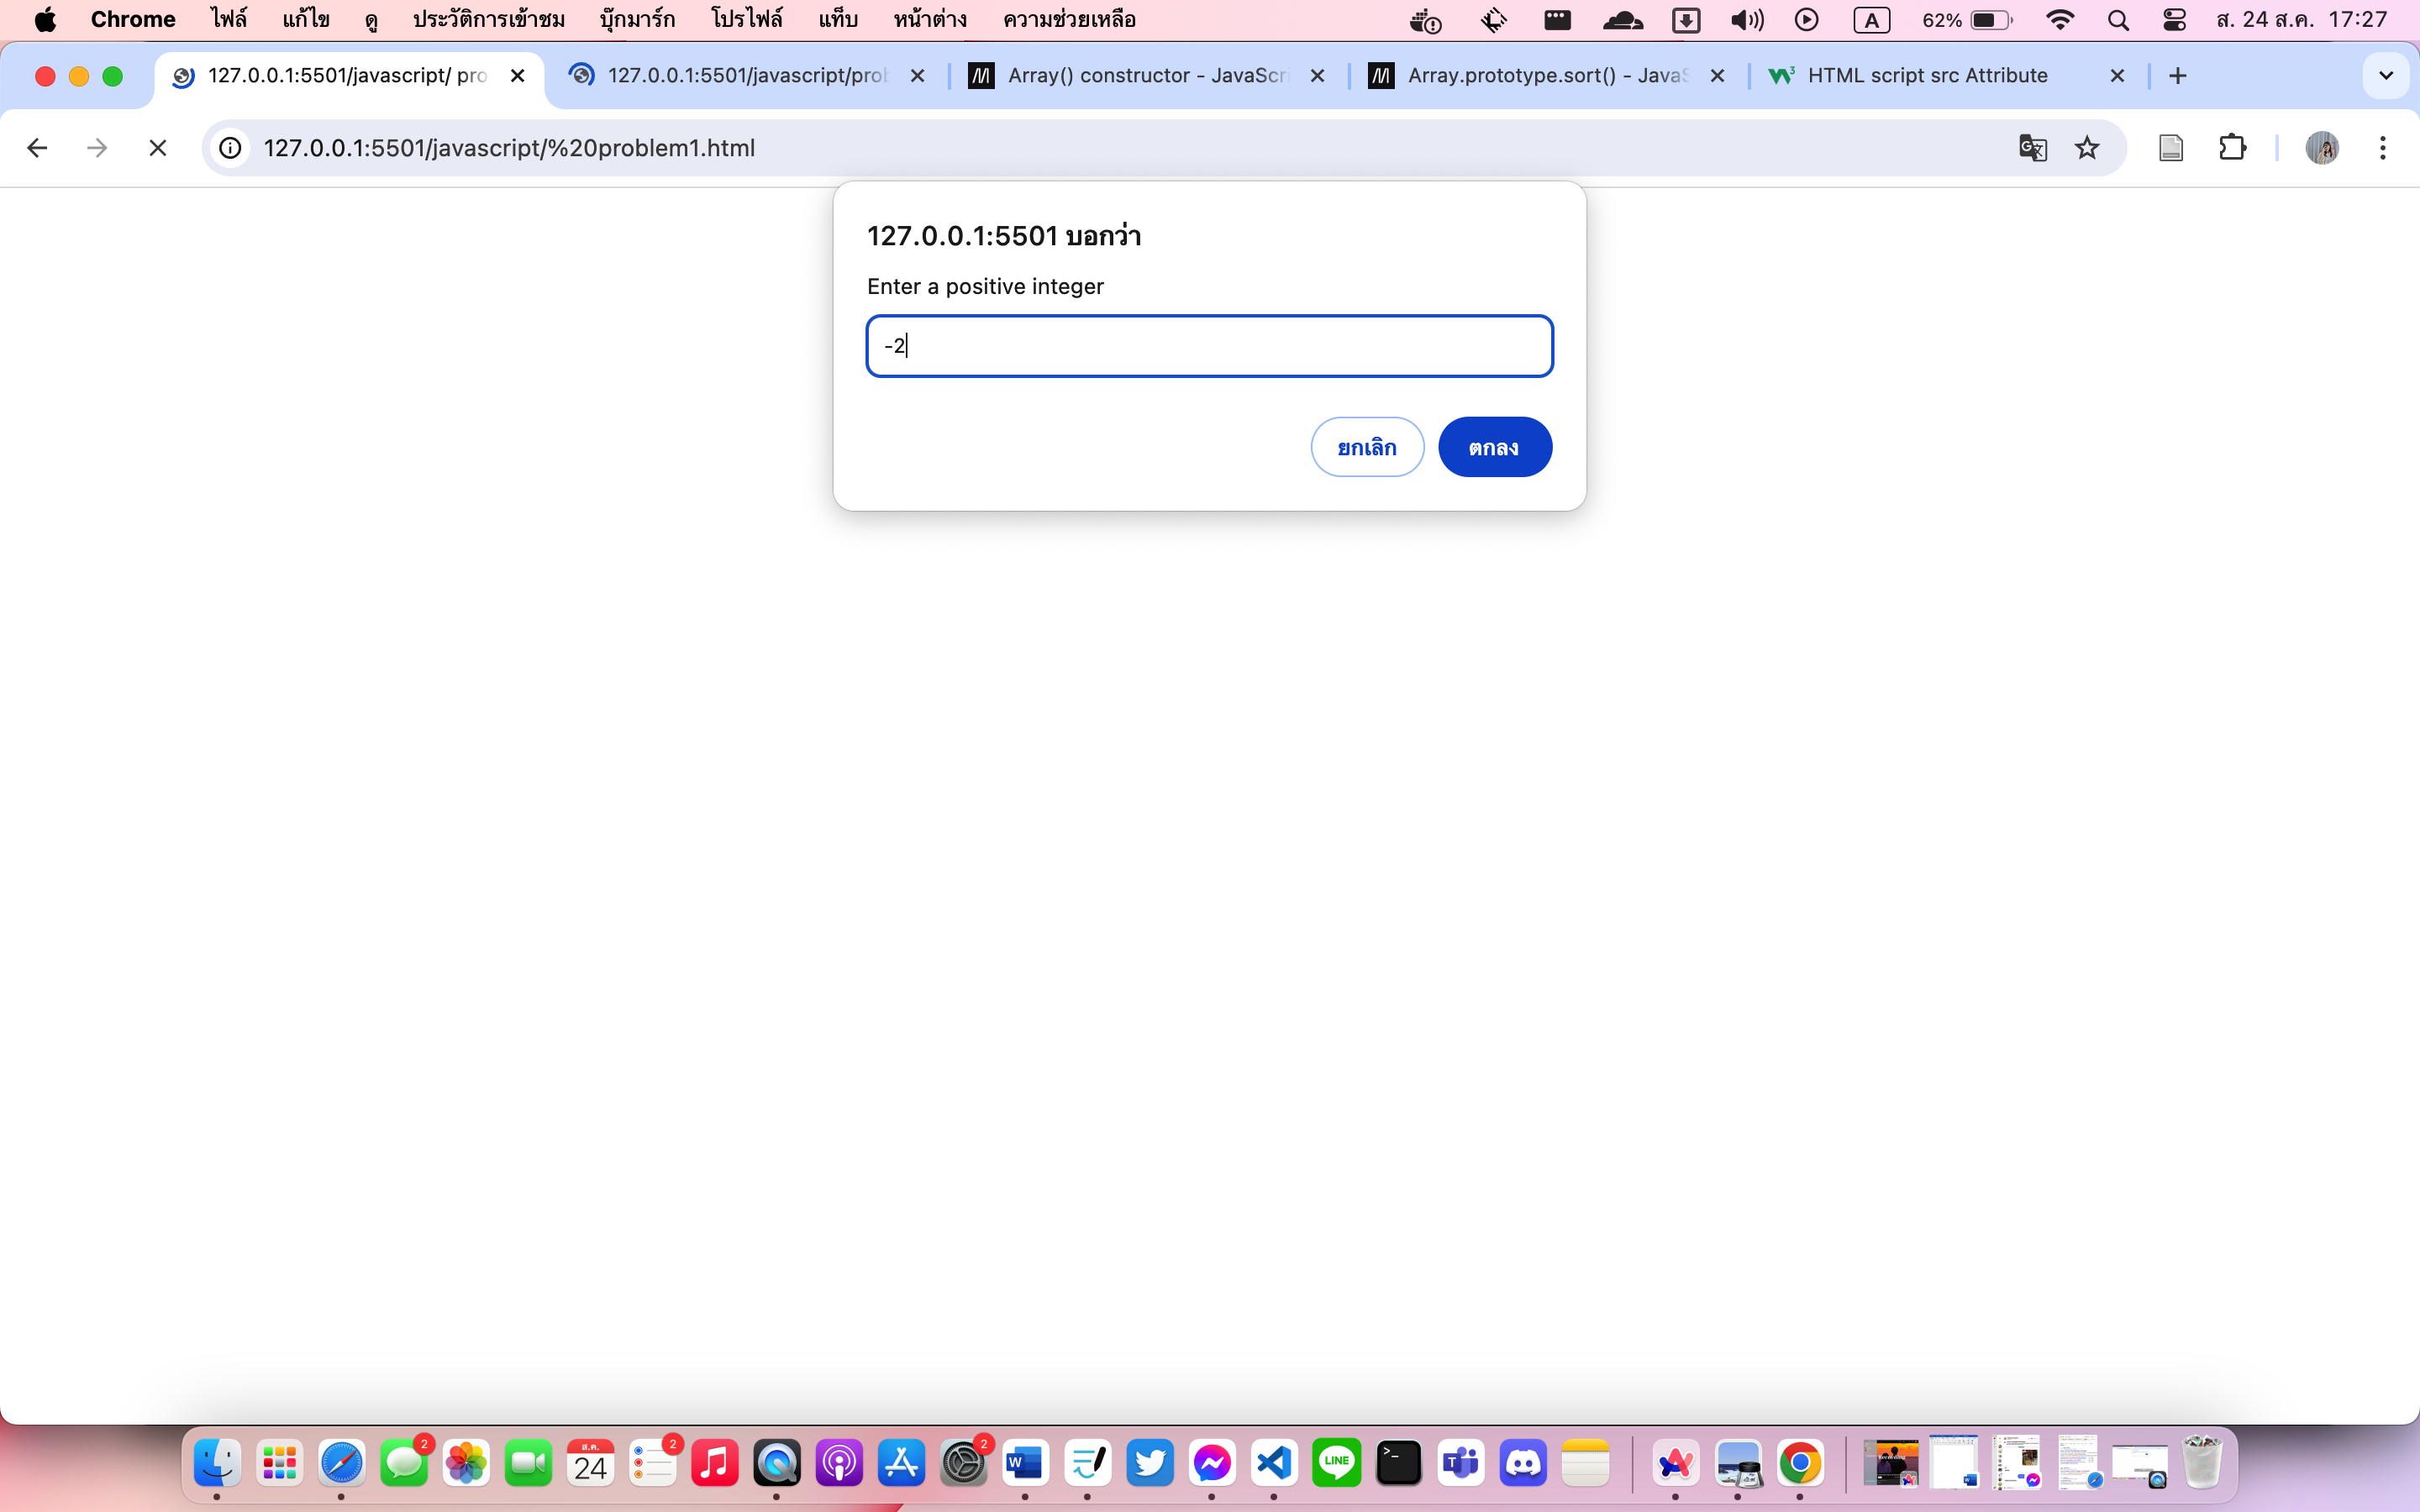 Chrome ไฟล์ แก้ไข ดู ประวัติการเข้าชม บุ๊กมาร์ก โปรไฟล์ แท็บ หน้าต่าง ความช่วยเหลือ A 62% ส. 24 ส.ค. 17:27
127.0.0.1:5501/javascript/ pro 127.0.0.1:5501/javascript/prob Array() constructor - JavaScri Array.prototype.sort() - JavaS HTML script src Attribute
127.0.0.1:5501/javascript/%20problem1.html
127.0.0.1:5501 บอกว่า
Enter a positive integer
-2
ยกเลิก ตกลง
2 ส.ค. 24 2 2 W LINE T